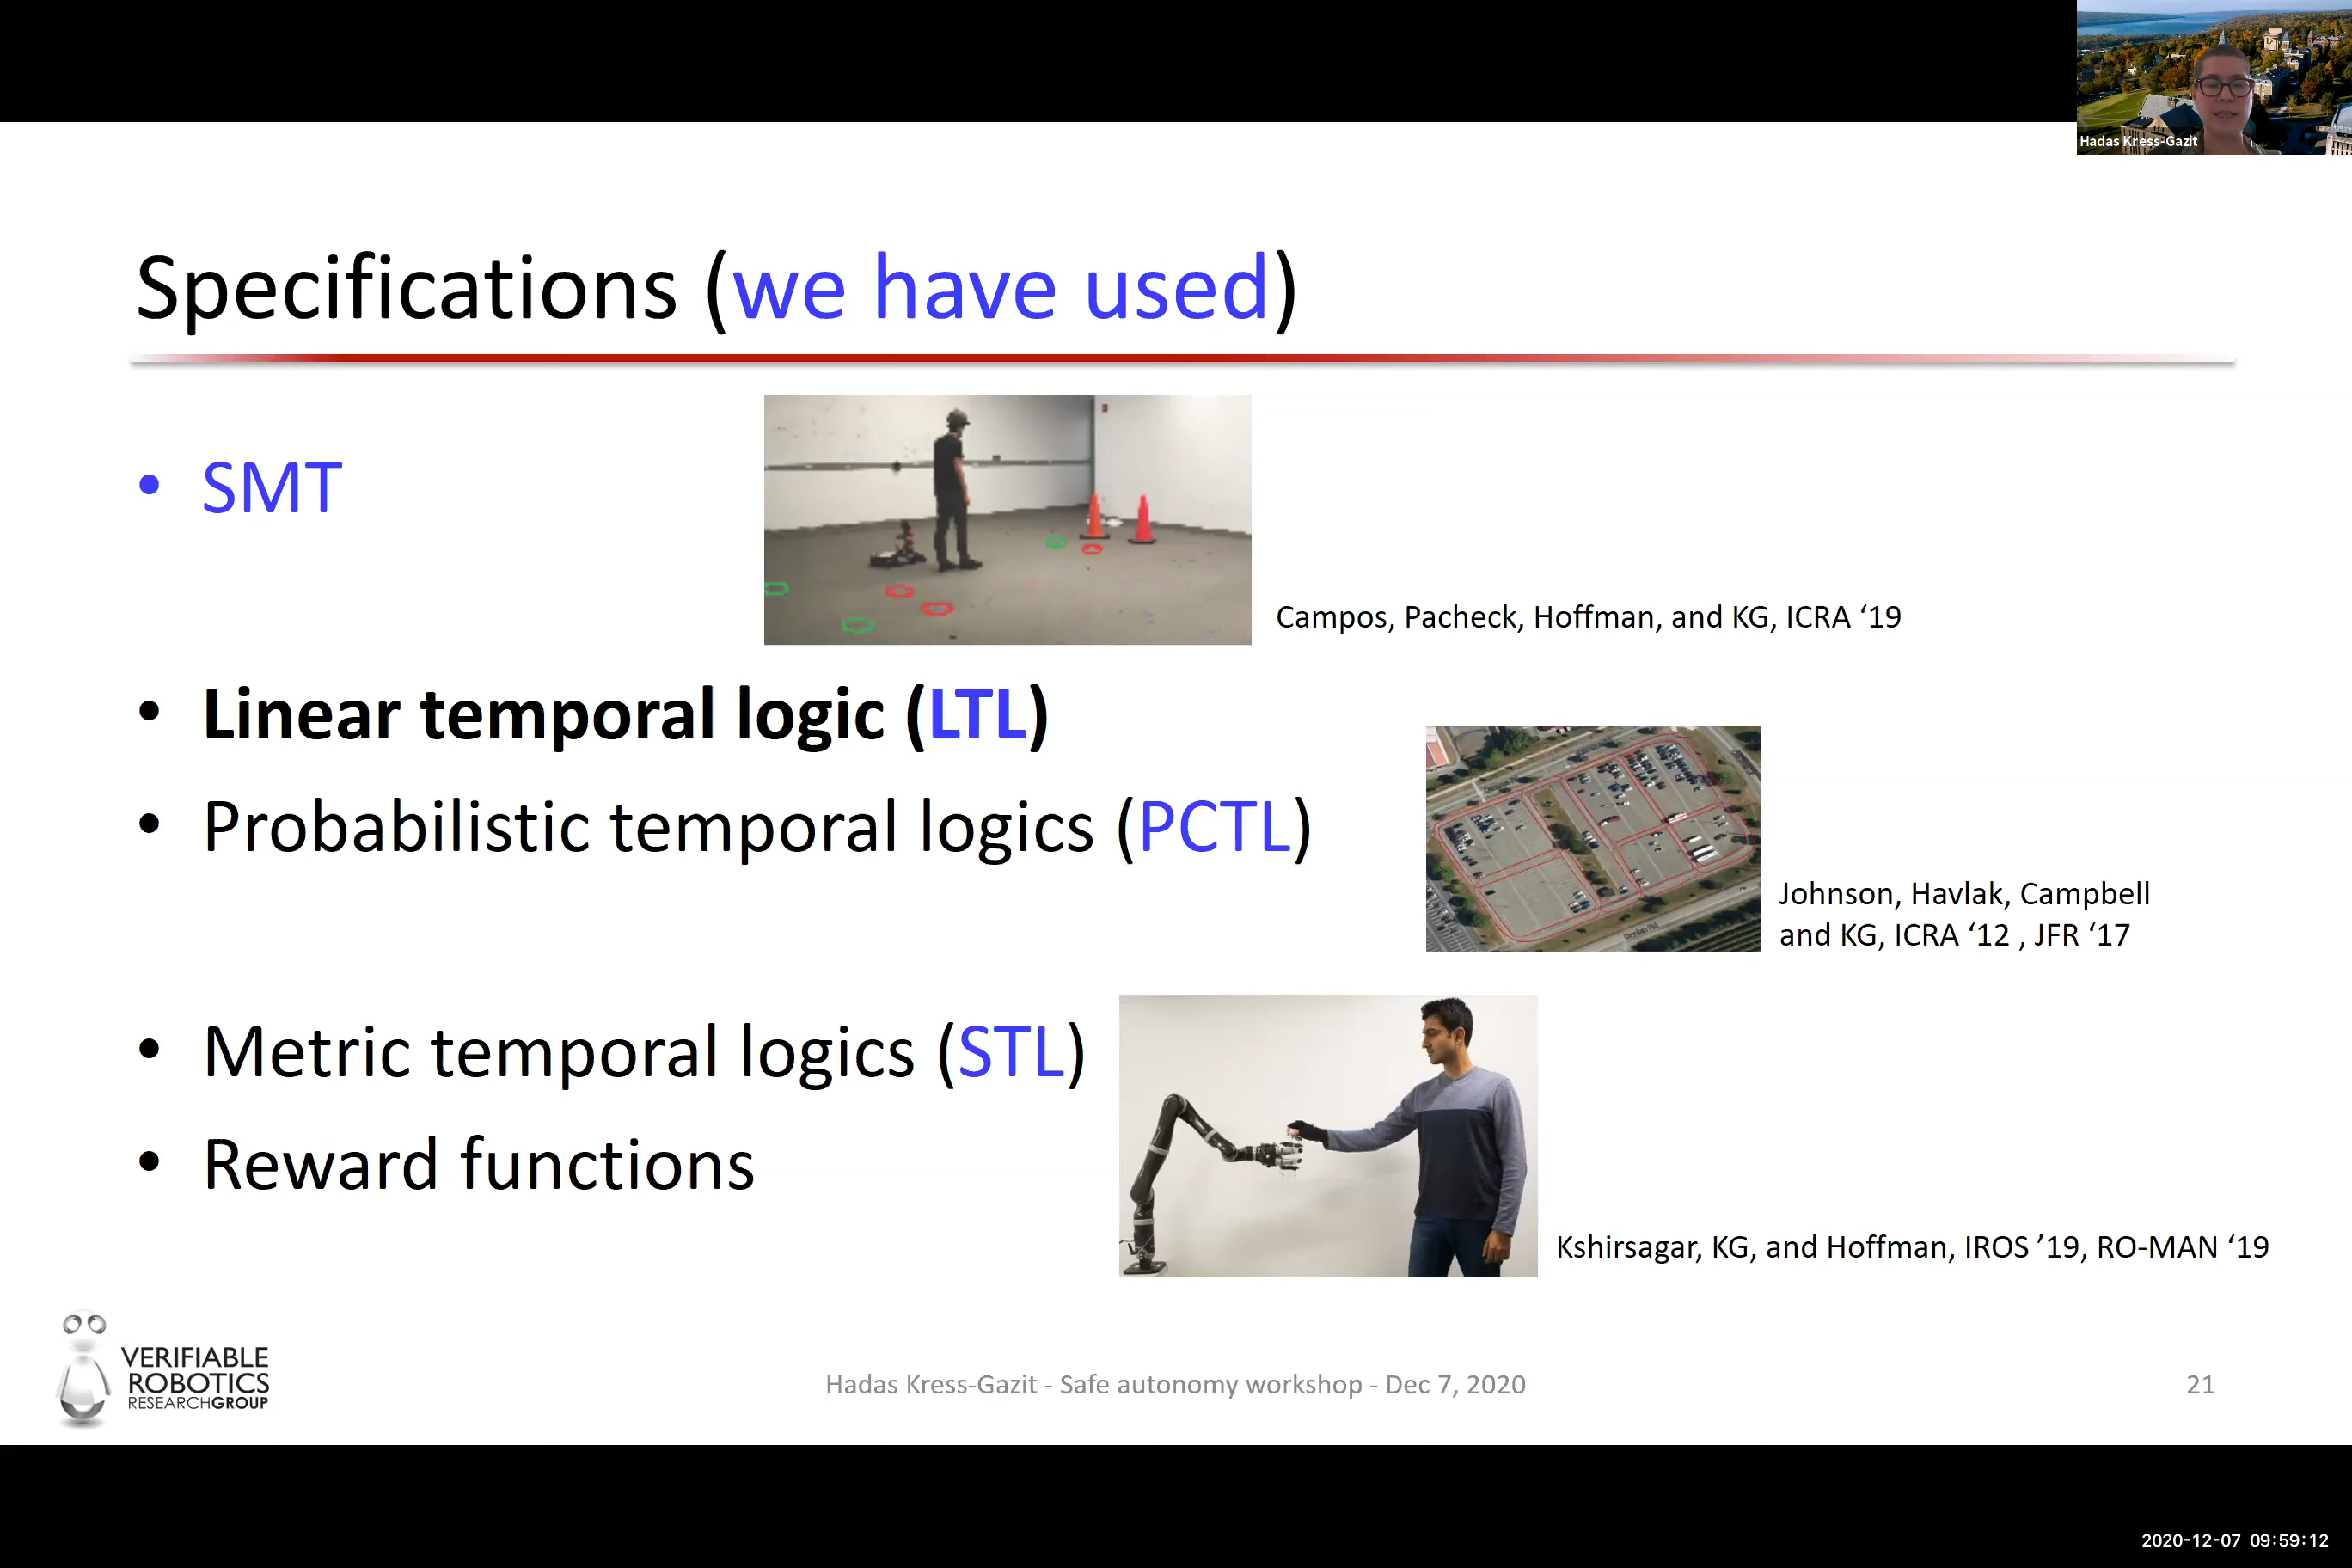 Hadas Kress-Gazit
Specifications (we have used)
• SMT
Campos, Pacheck, Hoffman, and KG, ICRA ‘19
• Linear temporal logic (LTL)
• Probabilistic temporal logics (PCTL)
Johnson, Havlak, Campbell
and KG, ICRA ‘12 , JFR ‘17
• Metric temporal logics (STL)
• Reward functions
Kshirsagar, KG, and Hoffman, IROS ’19, RO-MAN ‘19
VERIFIABLE
ROBOTICS
RESEARCHGROUP
Hadas Kress-Gazit - Safe autonomy workshop - Dec 7, 2020
21
2020-12-07 09:59:12